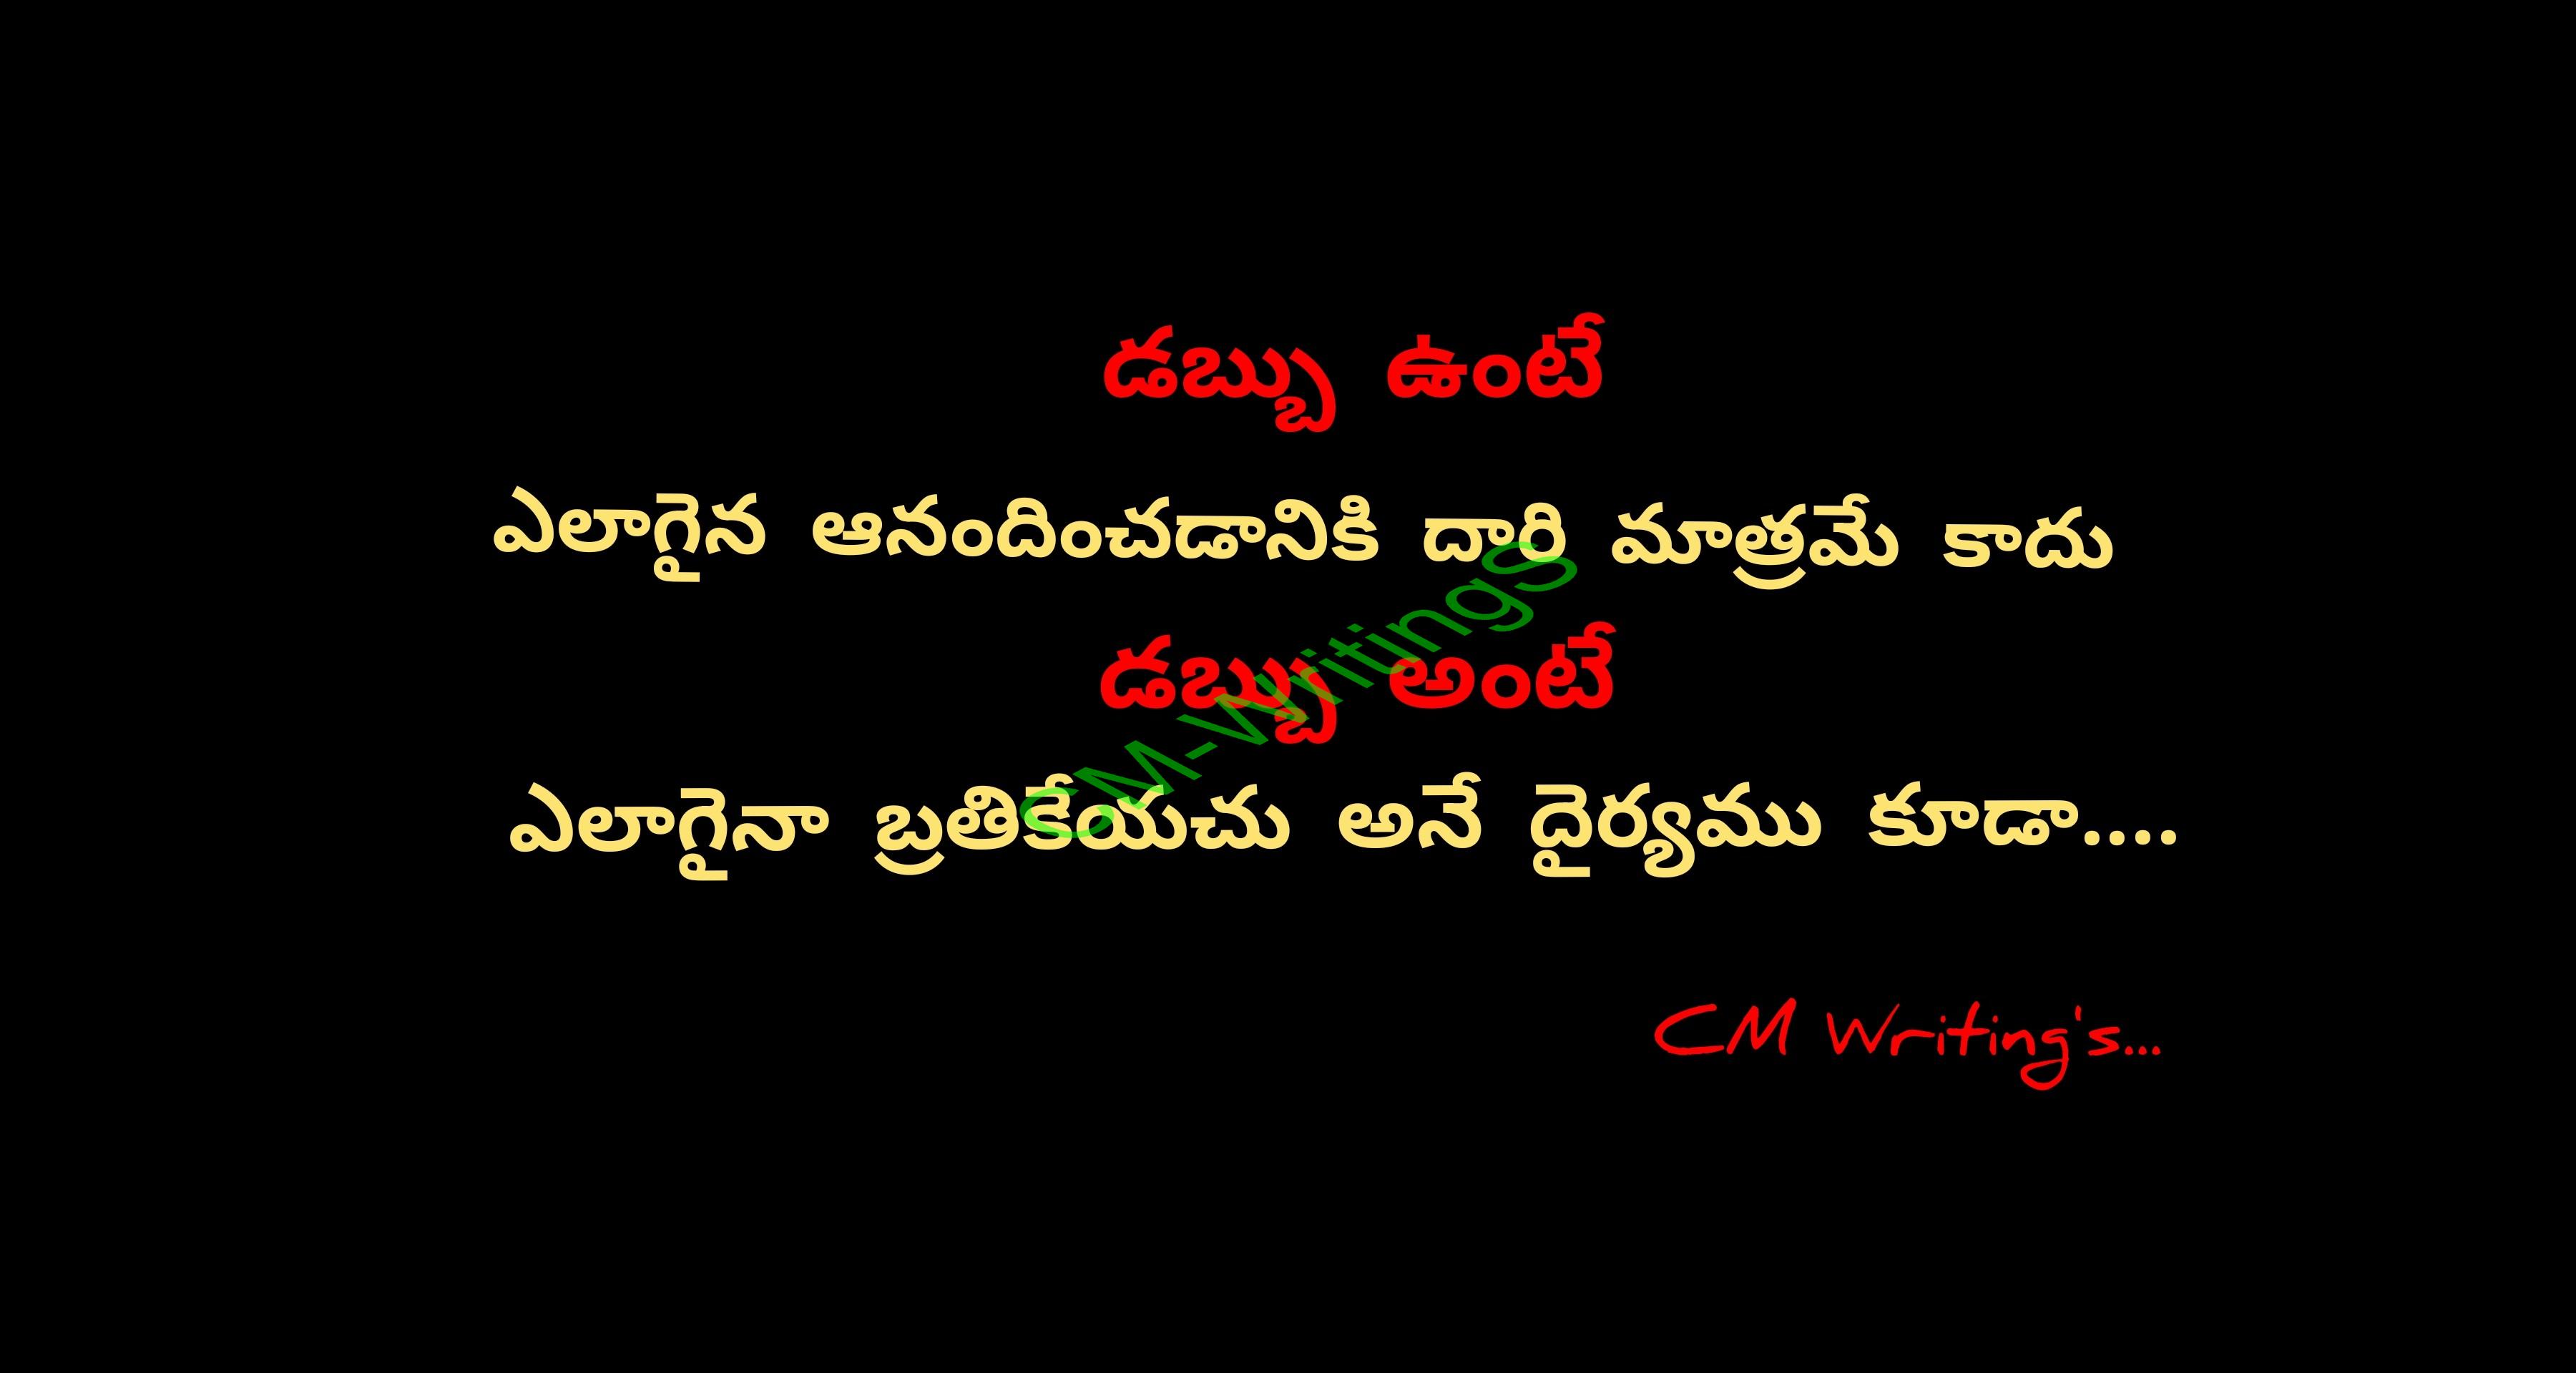 డబ్బు ఉంటే
ఎలాగైన ఆనందించడానికి దారి మాత్రమే కాదు
డబ్బు అంటే
ఎలాగైనా బ్రతికేయచు అనే దైర్యము కూడా....
CM-WritingS
CM Writing's...